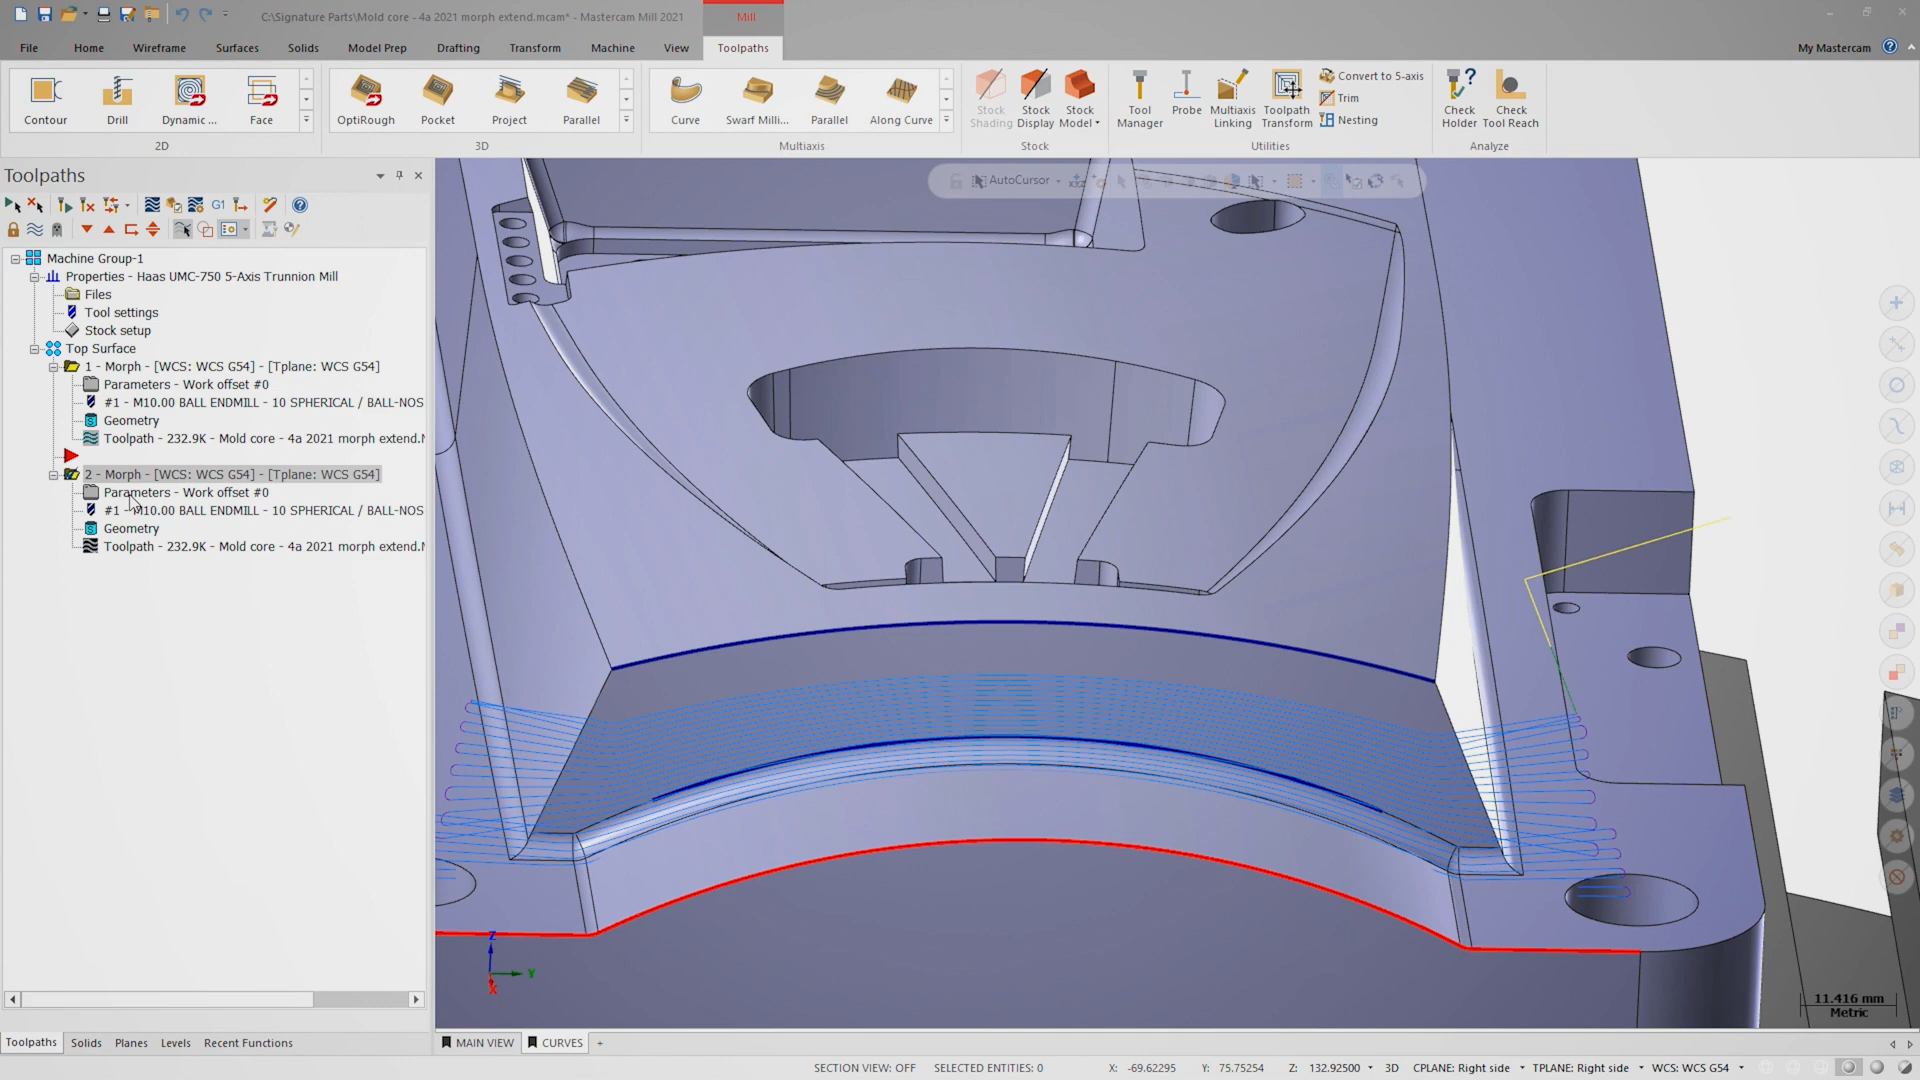 C:\Signature Parts\Mold core - 4a 2021 morph extend.mcam* - Mastercam Mill 2021
Mill
File Home Wireframe Surfaces Solids Model Prep Drafting Transform Machine View Toolpaths
My Mastercam
Contour Drill Dynamic ... Face
2D
OptiRough Pocket Project Parallel
3D
Curve Swarf Milli... Parallel Along Curve
Multiaxis
Stock Shading
Stock Display
Stock Model
Stock
Tool Manager
Probe
Multiaxis Linking
Toolpath Transform
Convert to 5-axis
Trim
Nesting
Utilities
Check Holder
Check Tool Reach
Analyze
Toolpaths
G1
AutoCursor
Machine Group-1
Properties - Haas UMC-750 5-Axis Trunnion Mill
Files
Tool settings
Stock setup
Top Surface
1 - Morph - [WCS: WCS G54] - [Tplane: WCS G54]
Parameters - Work offset #0
#1 - M10.00 BALL ENDMILL - 10 SPHERICAL / BALL-NOS
Geometry
Toolpath - 232.9K - Mold core - 4a 2021 morph extend.
2 - Morph - [WCS: WCS G54] - [Tplane: WCS G54]
Parameters - Work offset #0
#1 - M10.00 BALL ENDMILL - 10 SPHERICAL / BALL-NOS
Geometry
Toolpath - 232.9K - Mold core - 4a 2021 morph extend.
Z
Y
X
11.416 mm
Metric
Toolpaths Solids Planes Levels Recent Functions
MAIN VIEW CURVES +
SECTION VIEW: OFF SELECTED ENTITIES: 0 X: -69.62295 Y: 75.75254 Z: 132.92500 3D CPLANE: Right side TPLANE: Right side WCS: WCS G54